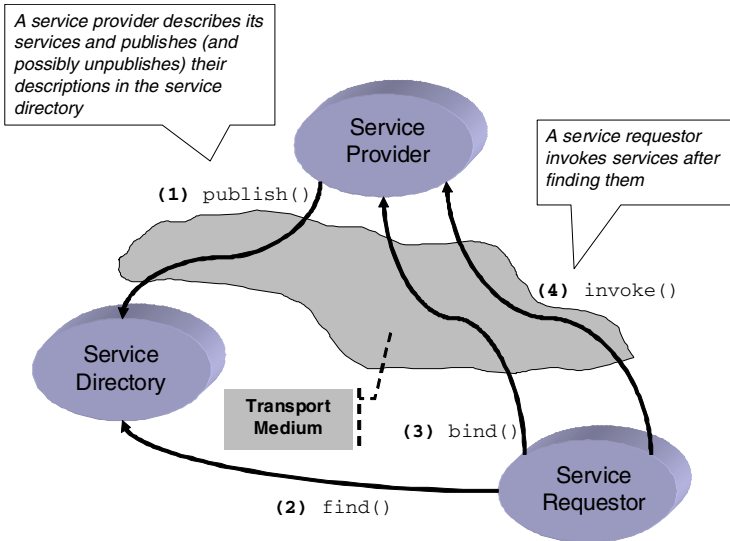 A service provider describes its
services and publishes (and
possibly unpublishes) their
descriptions in the service
directory
Service
Provider
A service requestor
invokes services after
finding them
(1) publish()
(4) invoke()
Service
Directory
Transport
Medium
(3) bind()
Service
Requestor
(2) find()